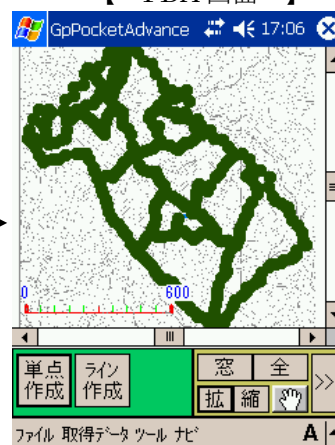 【 PDA画面 】
GpPocketAdvance 17:06
0 600
単点作成 ライン作成 窓 全
拡 縮 >>
ファイル 取得データ ツール ナビ A